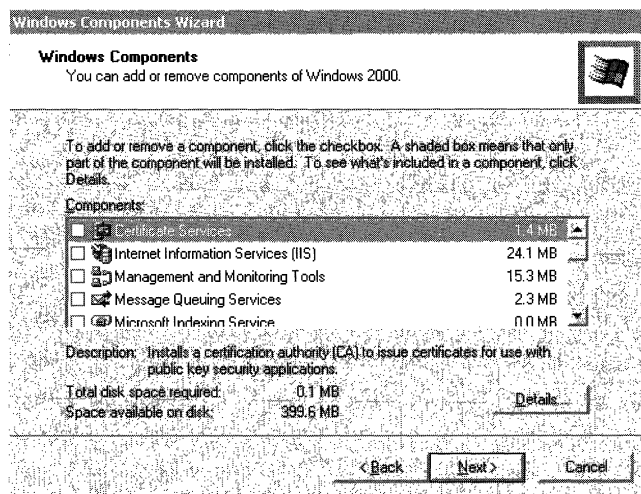 Windows Components Wizard
Windows Components
You can add or remove components of Windows 2000.
To add or remove a component, click the checkbox. A shaded box means that only
part of the component will be installed. To see what's included in a component, click
Details.
Components:
Certificate Services 1.4 MB
Internet Information Services (IIS) 24.1 MB
Management and Monitoring Tools 15.3 MB
Message Queuing Services 2.3 MB
Microsoft Indexing Service 0.0 MB
Description: Installs a certification authority (CA) to issue certificates for use with
public key security applications.
Total disk space required: 0.1 MB
Space available on disk: 399.6 MB
Details...
< Back Next > Cancel